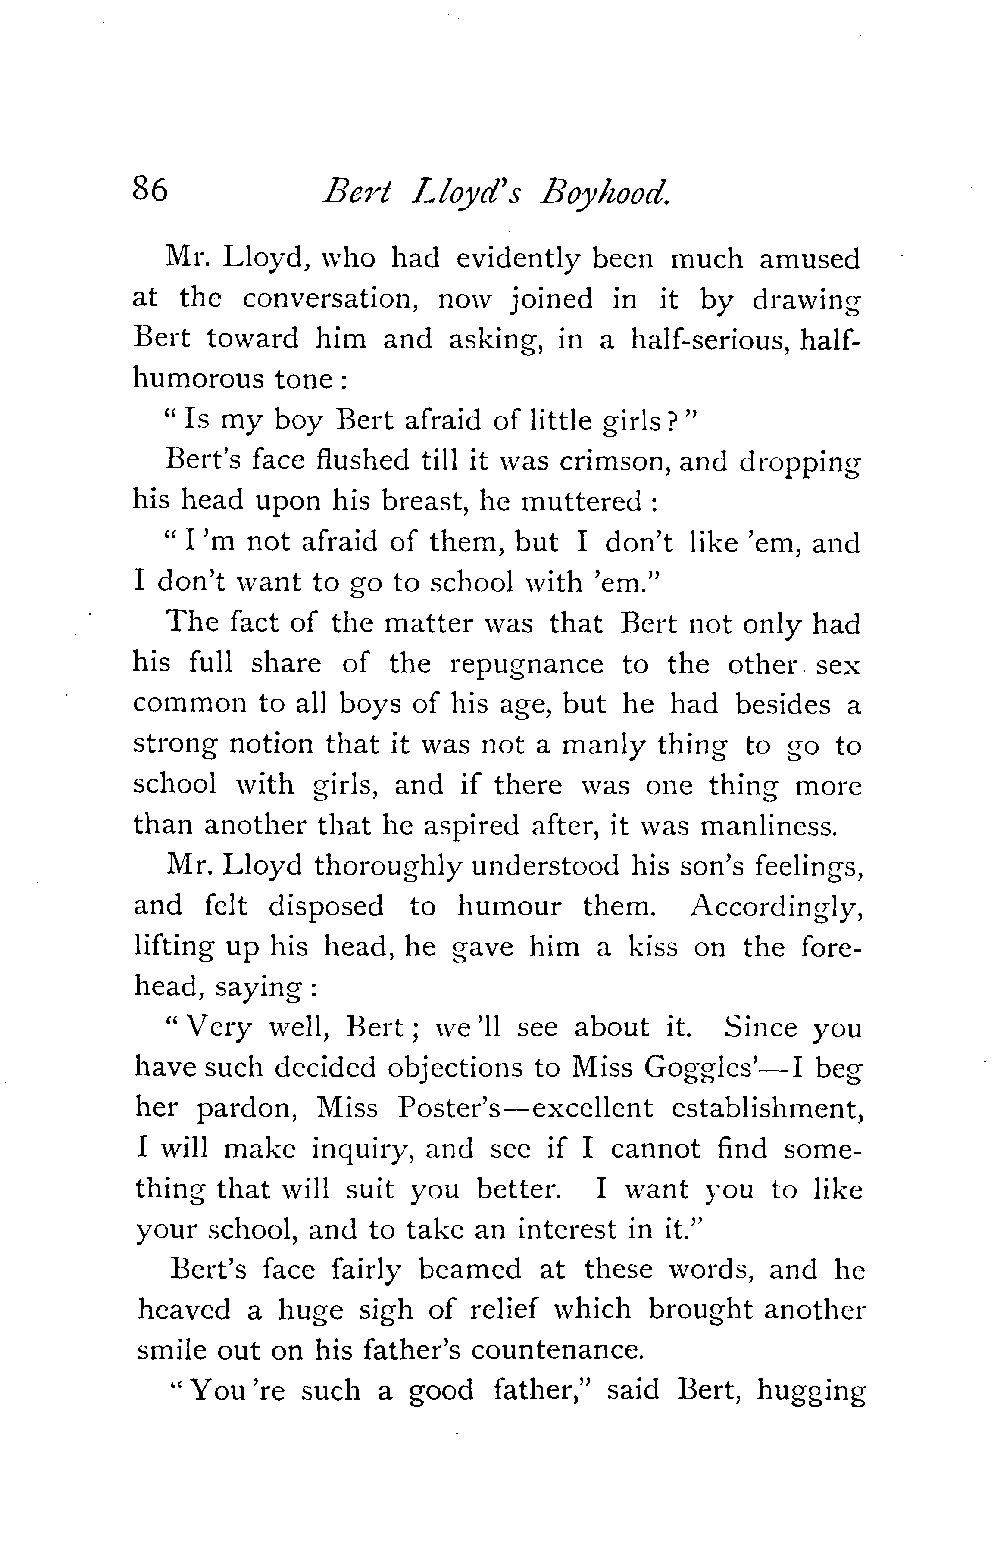 86 Bert Lloyd's Boyhood.
Mr. Lloyd, who had evidently been much amused
at the conversation, now joined in it by drawing
Bert toward him and asking, in a half-serious, half-
humorous tone :
“ Is my boy Bert afraid of little girls ? ”
Bert's face flushed till it was crimson, and dropping
his head upon his breast, he muttered :
“ I 'm not afraid of them, but I don't like 'em, and
I don't want to go to school with 'em.”
The fact of the matter was that Bert not only had
his full share of the repugnance to the other sex
common to all boys of his age, but he had besides a
strong notion that it was not a manly thing to go to
school with girls, and if there was one thing more
than another that he aspired after, it was manliness.
Mr. Lloyd thoroughly understood his son's feelings,
and felt disposed to humour them. Accordingly,
lifting up his head, he gave him a kiss on the fore-
head, saying :
“ Very well, Bert ; we 'll see about it. Since you
have such decided objections to Miss Goggles'—I beg
her pardon, Miss Poster's—excellent establishment,
I will make inquiry, and see if I cannot find some-
thing that will suit you better. I want you to like
your school, and to take an interest in it.”
Bert's face fairly beamed at these words, and he
heaved a huge sigh of relief which brought another
smile out on his father's countenance.
“ You 're such a good father,” said Bert, hugging